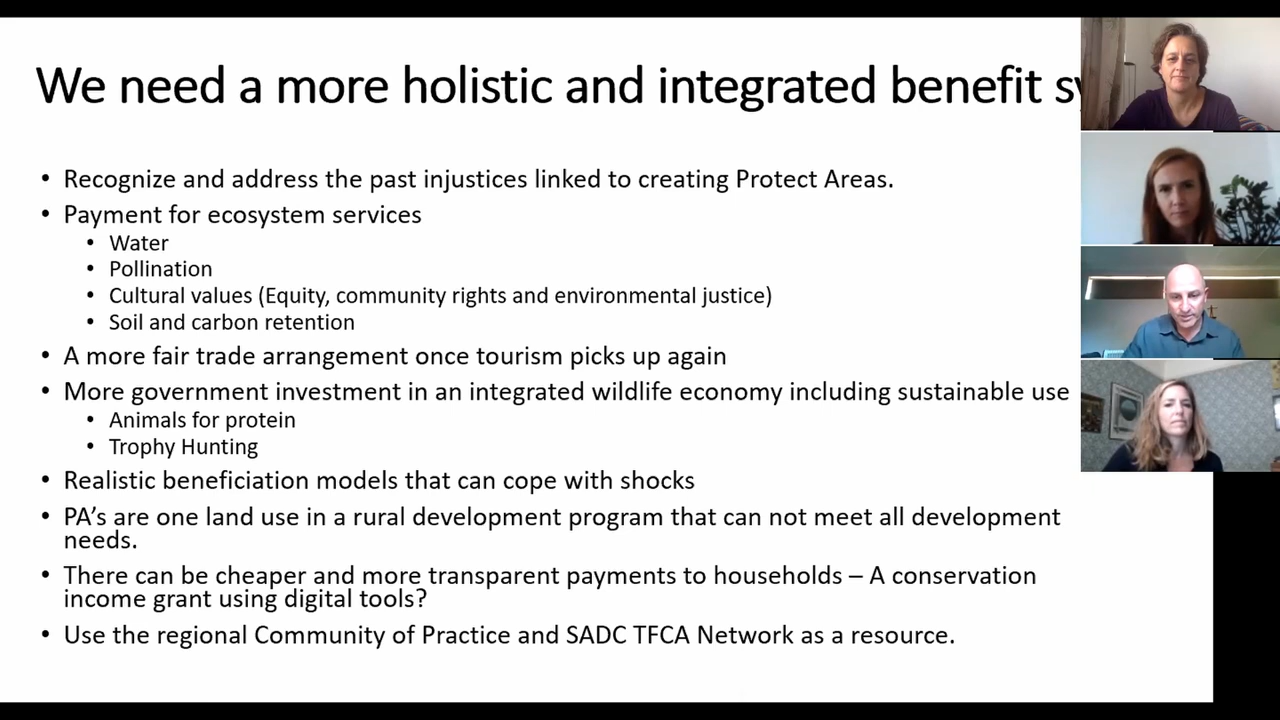 We need a more holistic and integrated benefit
• Recognize and address the past injustices linked to creating Protect Areas.
• Payment for ecosystem services
• Water
• Pollination
• Cultural values (Equity, community rights and environmental justice)
• Soil and carbon retention
• A more fair trade arrangement once tourism picks up again
• More government investment in an integrated wildlife economy including sustainable use
• Animals for protein
• Trophy Hunting
• Realistic beneficiation models that can cope with shocks
• PA’s are one land use in a rural development program that can not meet all development
needs.
• There can be cheaper and more transparent payments to households – A conservation
income grant using digital tools?
• Use the regional Community of Practice and SADC TFCA Network as a resource.